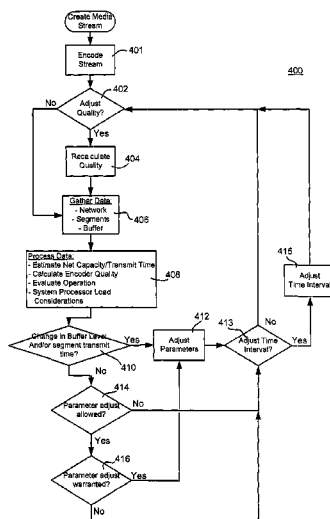 Create Media
Stream
Encode
Stream
401
400
402
No
Adjust
Quality?
Yes
Recalculate
Quality
404
Gather Data:
- Network
- Segments
- Buffer
406
Process Data:
- Estimate Net Capacity/Transmit Time
- Calculate Encoder Quality
- Evaluate Operation
- System Processor Load
Considerations
408
415
Adjust
Time Interval
Change in Buffer Level
And/or segment transmit
time?
410
Yes
412
Adjust
Parameters
413
No
Adjust Time
Interval?
Yes
No
414
Parameter adjust
allowed?
No
Yes
416
Parameter adjust
warranted?
Yes
No